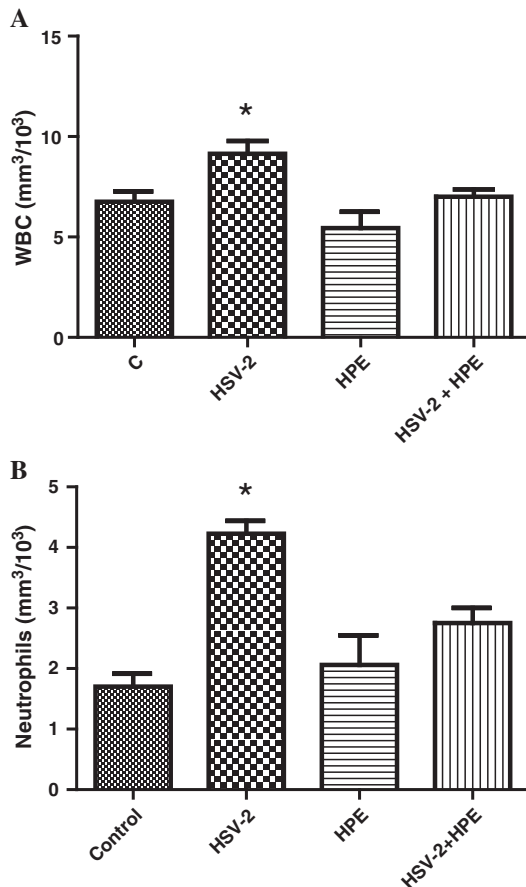 A
15
10
5
0
WBC (mm³/10³)
*
C
HSV-2
HPE
HSV-2 + HPE
B
5
4
3
2
1
0
Neutrophils (mm³/10³)
*
Control
HSV-2
HPE
HSV-2+HPE